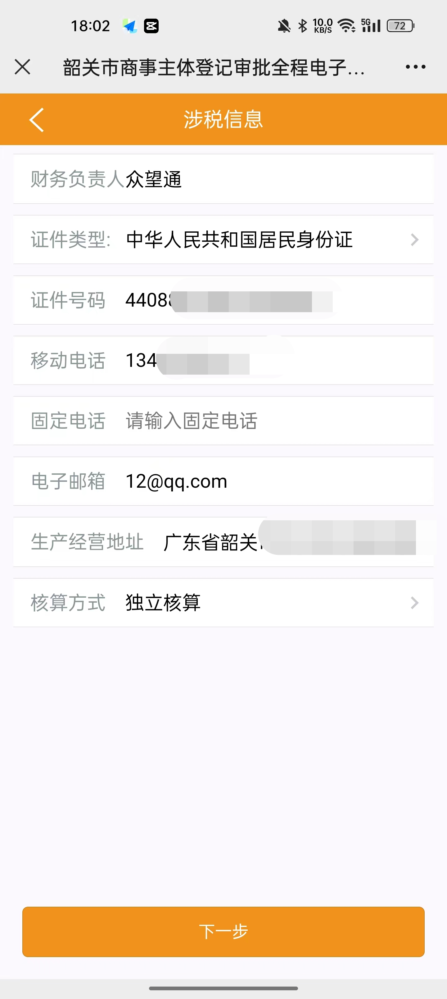 18:02
10.0
KB/S
5G
72
韶关市商事主体登记审批全程电子...
涉税信息
财务负责人众望通
证件类型: 中华人民共和国居民身份证
证件号码 4408
移动电话 134
固定电话 请输入固定电话
电子邮箱 12@qq.com
生产经营地址 广东省韶关
核算方式 独立核算
下一步